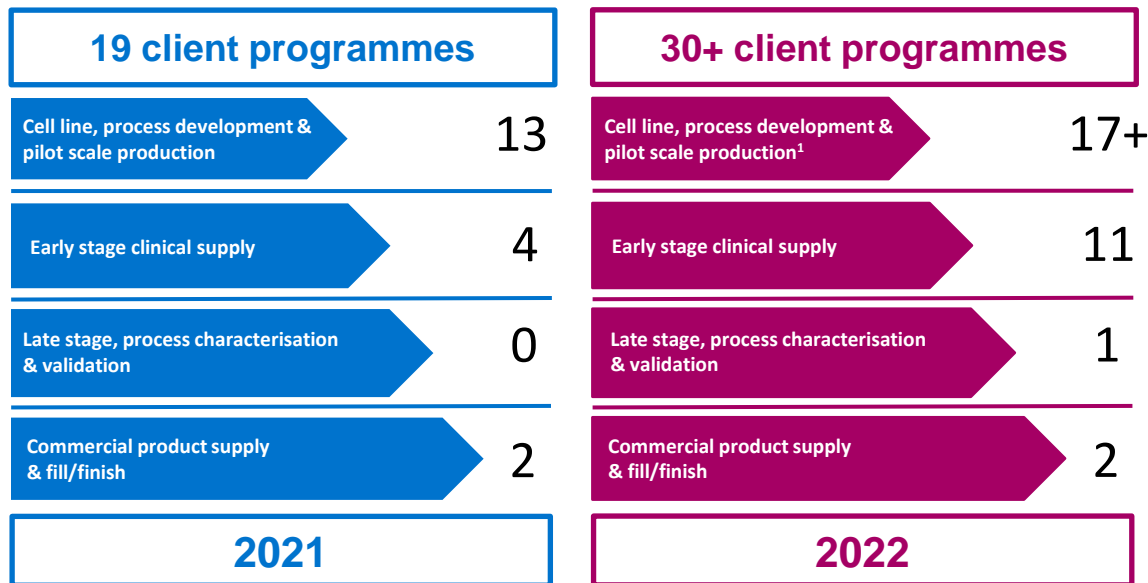 19 client programmes
Cell line, process development &
pilot scale production
13
Early stage clinical supply
4
Late stage, process characterisation
& validation
0
Commercial product supply
& fill/finish
2
2021
30+ client programmes
Cell line, process development &
pilot scale production¹
17+
Early stage clinical supply
11
Late stage, process characterisation
& validation
1
Commercial product supply
& fill/finish
2
2022